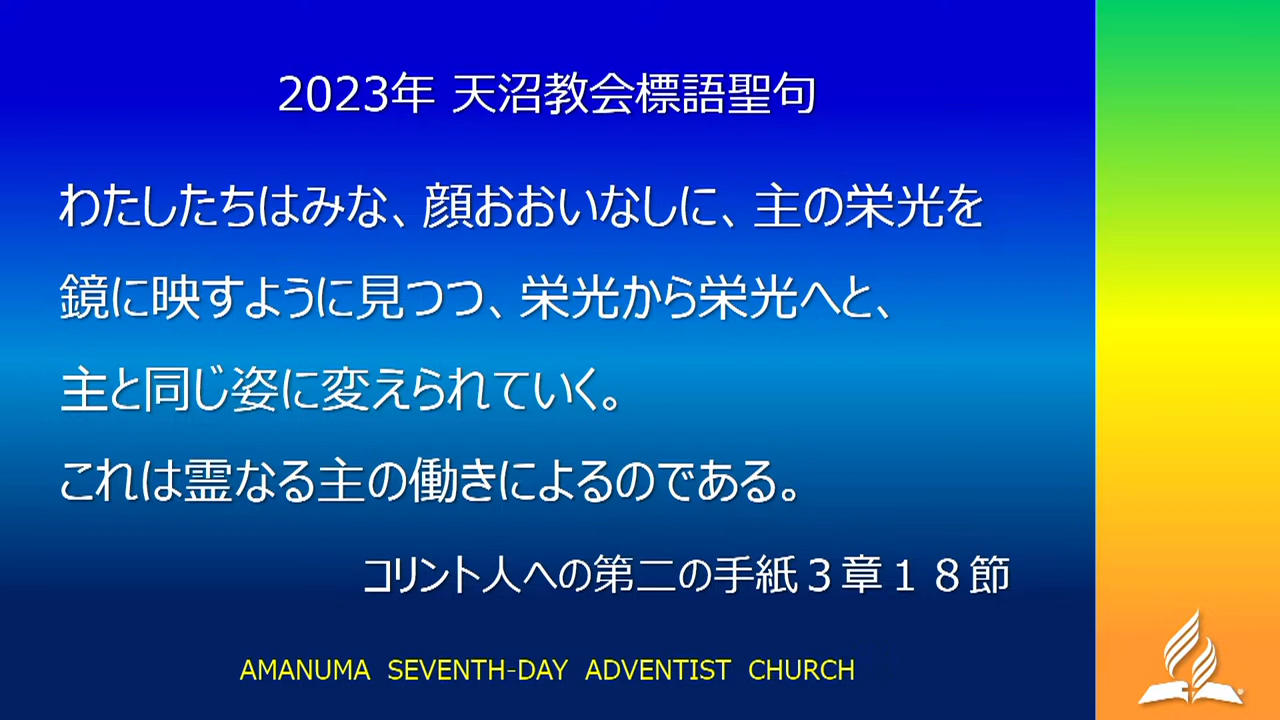 2023年 天沼教会標語聖句
わたしたちはみな、顔おおいなしに、主の栄光を
鏡に映すように見つつ、栄光から栄光へと、
主と同じ姿に変えられていく。
これは霊なる主の働きによるのである。
コリント人への第二の手紙３章１８節
AMANUMA SEVENTH-DAY ADVENTIST CHURCH